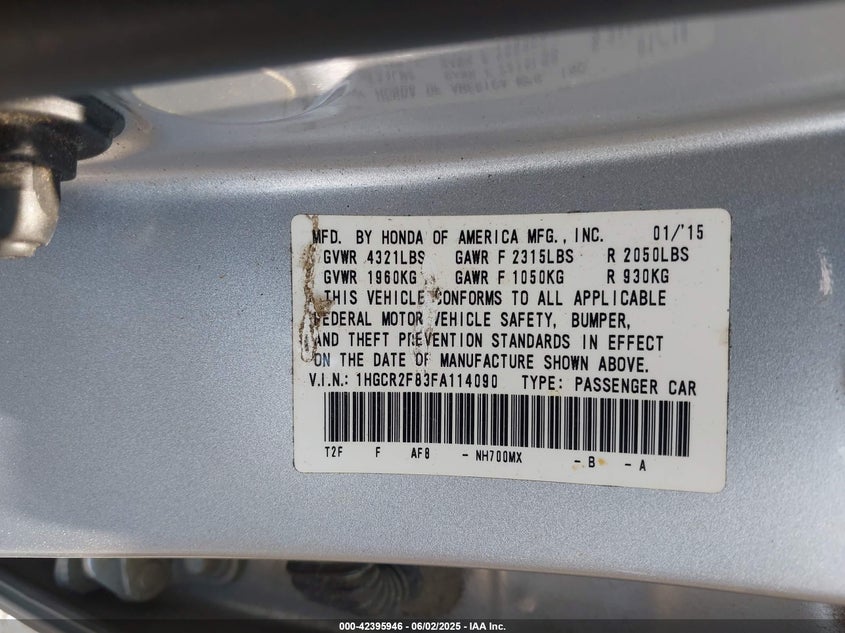 MFD. BY HONDA OF AMERICA MFG., INC. 01/'15
GVWR 4321LBS GAWR F 2315LBS R 2050LBS
GVWR 1960KG GAWR F 1050KG R 930KG
THIS VEHICLE CONFORMS TO ALL APPLICABLE
FEDERAL MOTOR VEHICLE SAFETY, BUMPER,
AND THEFT PREVENTION STANDARDS IN EFFECT
ON THE DATE OF MANUFACTURE SHOWN ABOVE.
V.I.N.: 1HGCR2F83FA114090 TYPE: PASSENGER CAR
T2F F AF8 - NH700MX - B - A
000-42395946 06/02/2025 - IAA Inc.